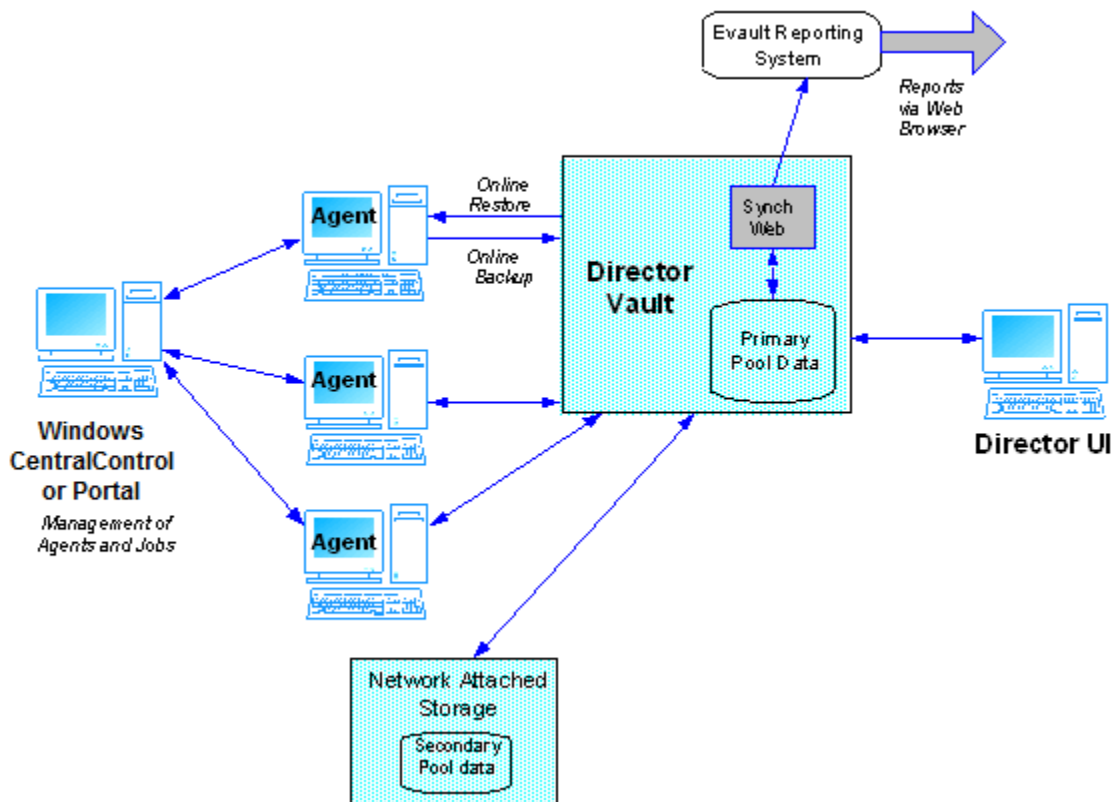 Evault Reporting
System
Reports
via Web
Browser
Agent
Online
Restore
Online
Backup
Synch
Web
Director
Vault
Primary
Pool Data
Windows
CentralControl
or Portal
Management of
Agents and Jobs
Agent
Director UI
Agent
Network Attached
Storage
Secondary
Pool data